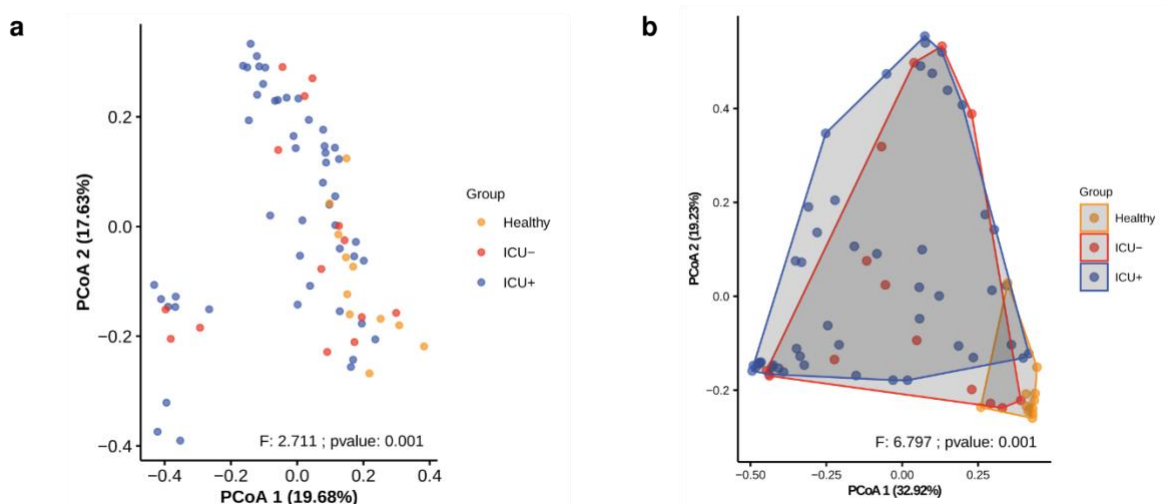 a
PCoA 2 (17.63%)
0.2
0.0
−0.2
−0.4
−0.4
−0.2
0.0
0.2
0.4
PCoA 1 (19.68%)
F: 2.711 ; pvalue: 0.001
Group
Healthy
ICU−
ICU+
b
PCoA 2 (19.23%)
0.4
0.2
0.0
−0.2
−0.50
−0.25
0.00
0.25
PCoA 1 (32.92%)
F: 6.797 ; pvalue: 0.001
Group
Healthy
ICU−
ICU+